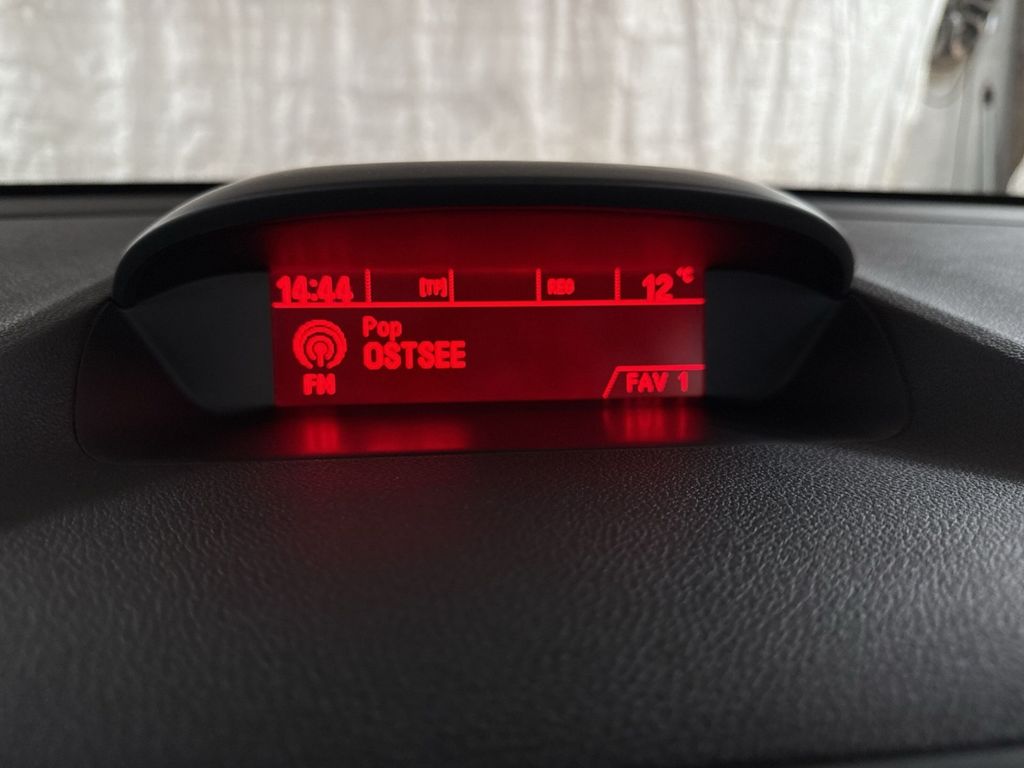 14:44 [TP] REG 12 °C
Pop
OSTSEE
FM FAV 1